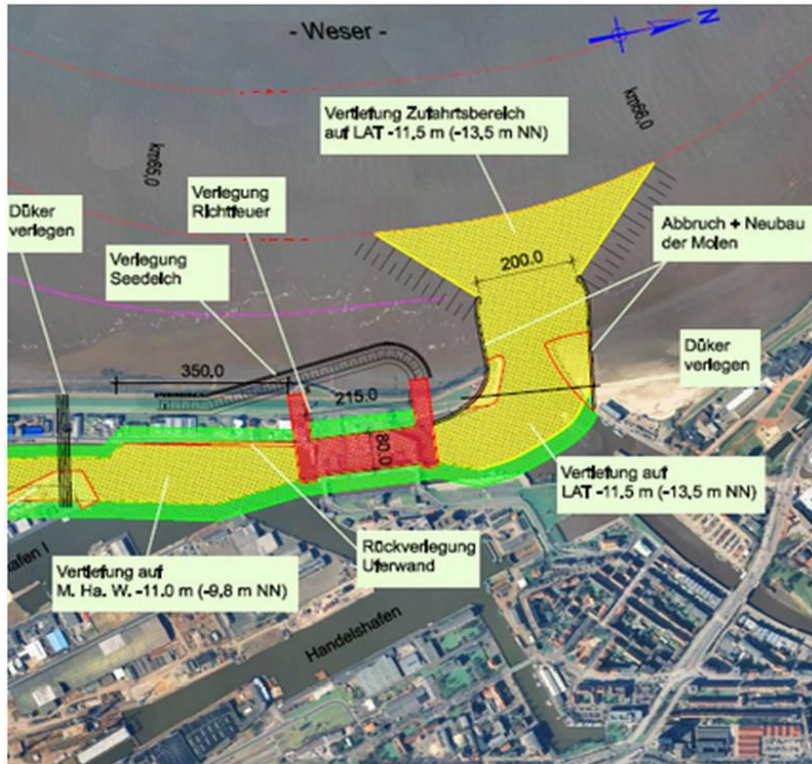 - Weser -
N
Vertiefung Zufahrtsbereich
auf LAT -11,5 m (-13,5 m NN)
km66,0
km65,0
Verlegung
Richtfeuer
Düker
verlegen
Abbruch + Neubau
der Molen
Verlegung
Seedeich
200.0
Düker
verlegen
350,0
215.0
80.0
Vertiefung auf
LAT -11,5 m (-13,5 m NN)
Rückverlegung
Uferwand
Vertiefung auf
M. Ha. W. -11.0 m (-9,8 m NN)
afen I
Handelshafen